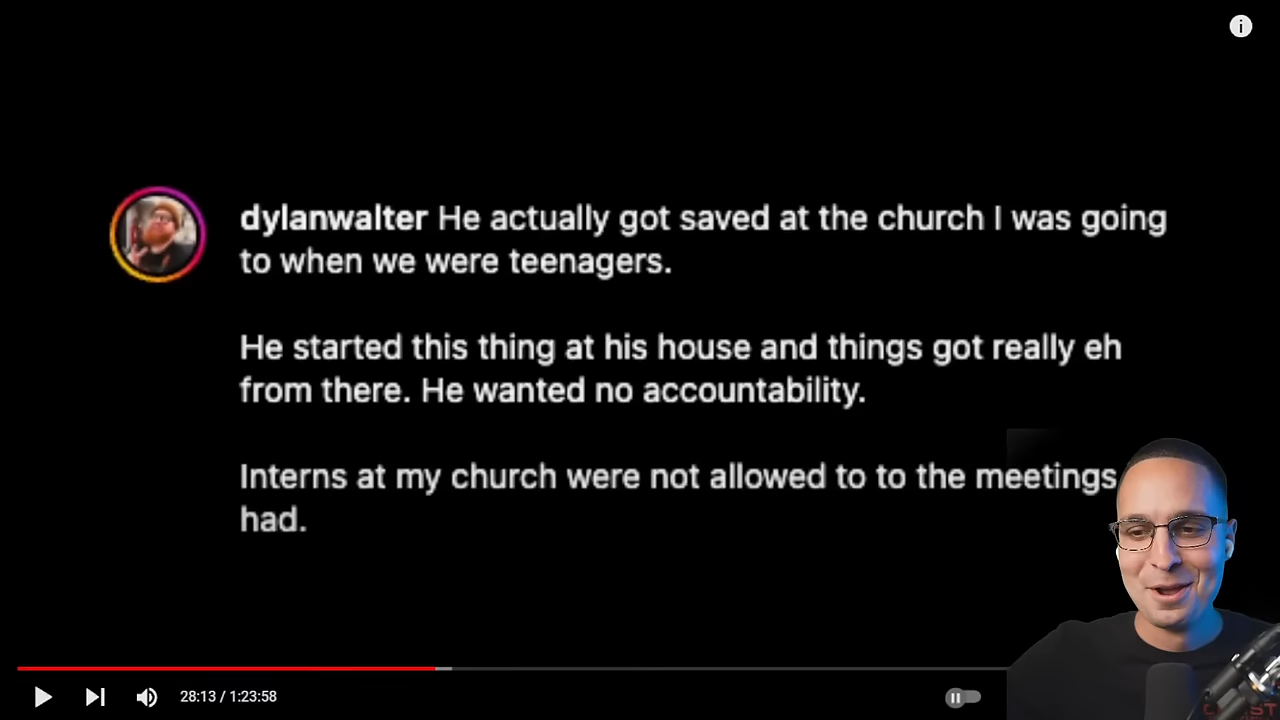 dylanwalter He actually got saved at the church I was going
to when we were teenagers.
He started this thing at his house and things got really eh
from there. He wanted no accountability.
Interns at my church were not allowed to to the meetings
had.
28:13 / 1:23:58